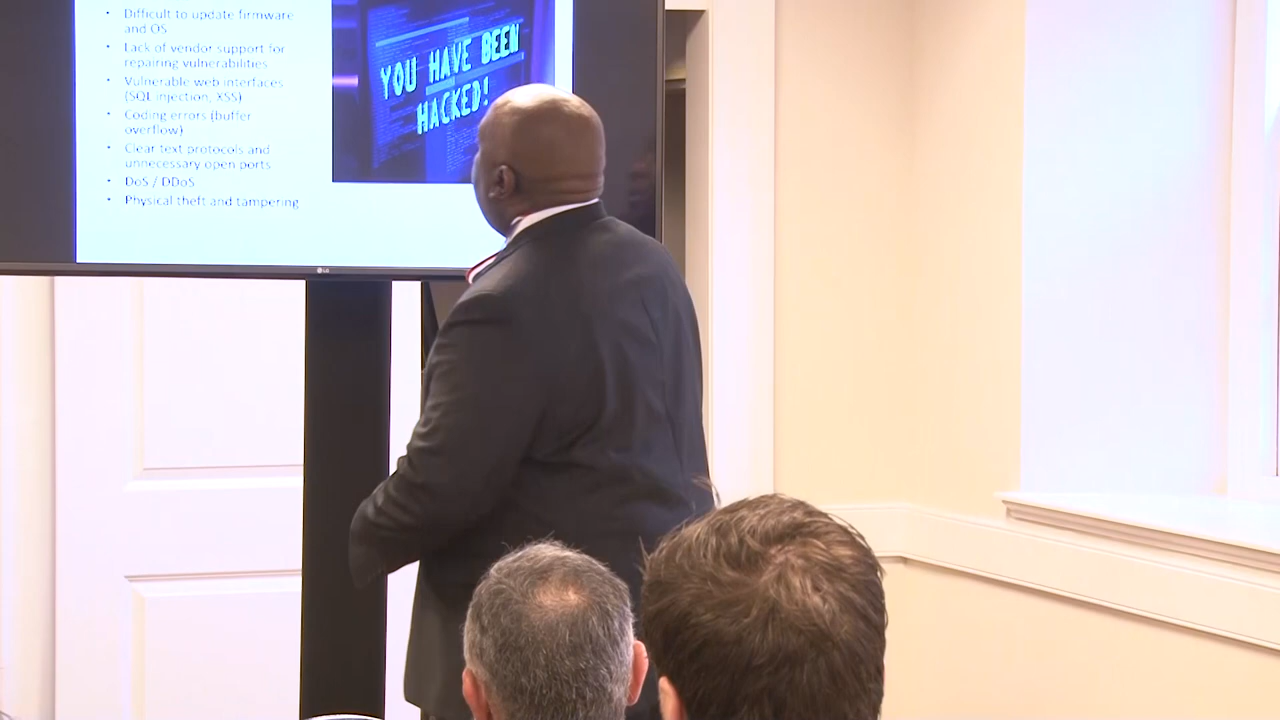 • Difficult to update firmware
and OS
• Lack of vendor support for
repairing vulnerabilities
• Vulnerable web interfaces
(SQL injection, XSS)
• Coding errors (buffer
overflow)
• Clear text protocols and
unnecessary open ports
• DoS / DDoS
• Physical theft and tampering
YOU HAVE BEEN
HACKED!
LG